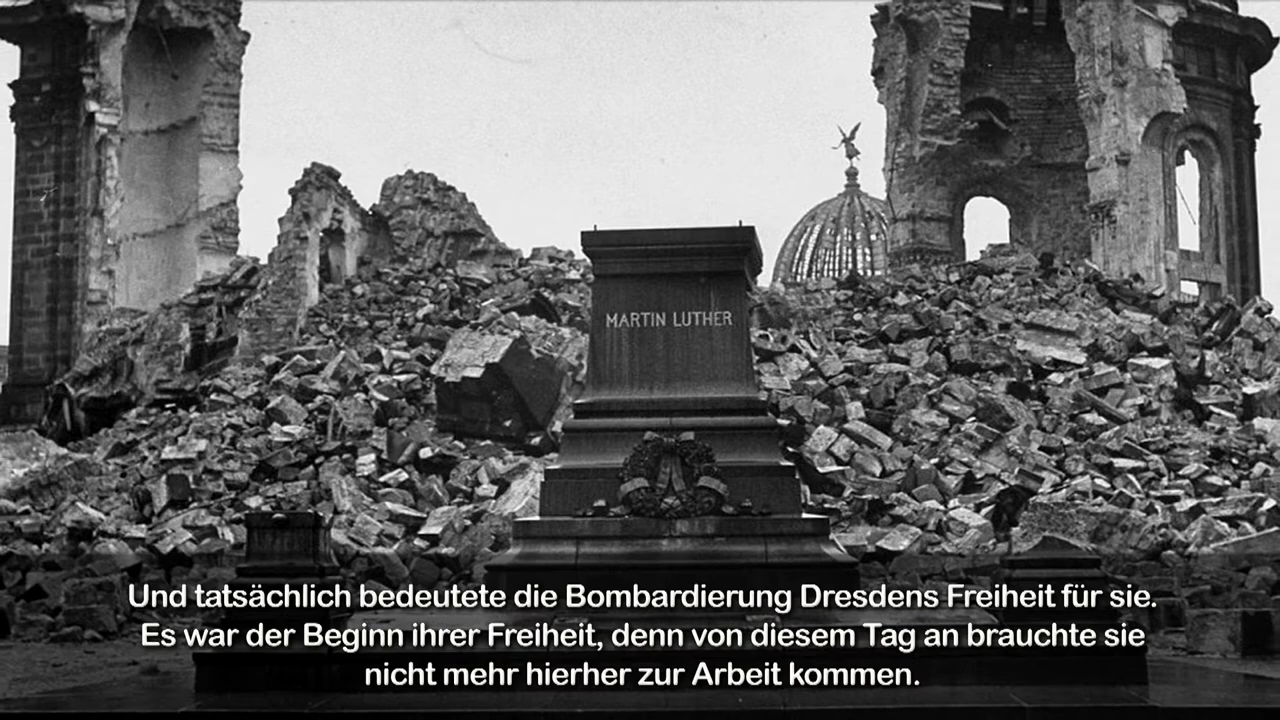 MARTIN LUTHER
Und tatsächlich bedeutete die Bombardierung Dresdens Freiheit für sie.
Es war der Beginn ihrer Freiheit, denn von diesem Tag an brauchte sie
nicht mehr hierher zur Arbeit kommen.